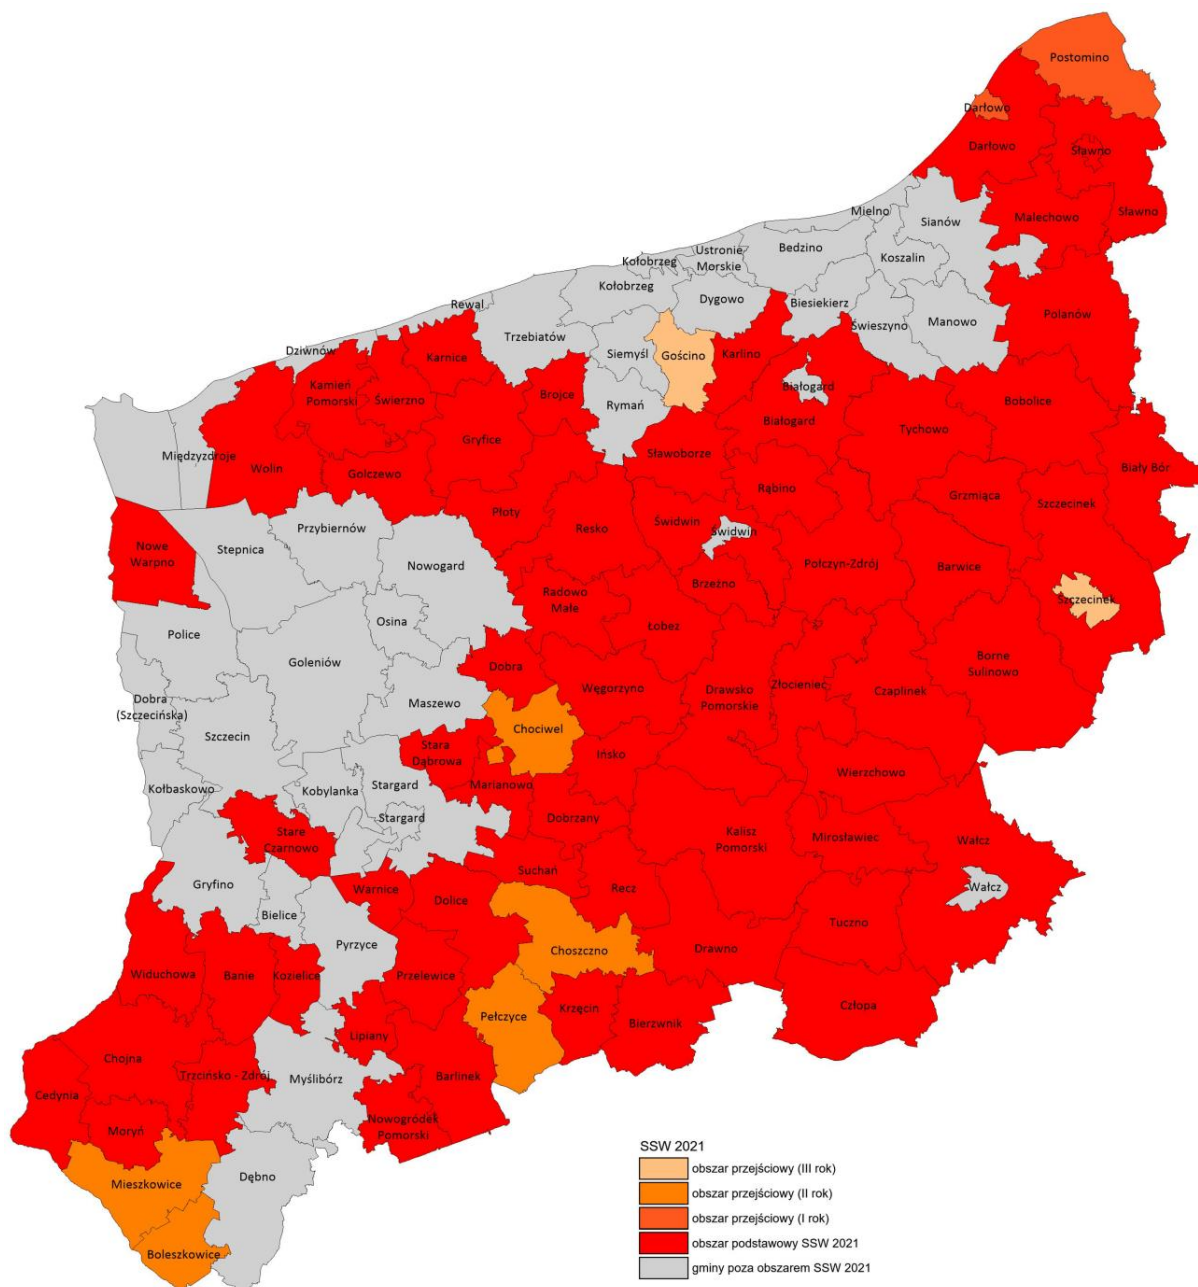 Postomino
Darłowo
Darłowo
Sławno
Sławno
Malechowo
Mielno
Sianów
Ustronie
Morskie
Bedzino
Koszalin
Kołobrzeg
Kołobrzeg
Dygowo
Biesiekierz
Świeszyno
Manowo
Polanów
Rewal
Trzebiatów
Siemyśl
Gościno
Karlino
Dziwnów
Karnice
Kamień
Pomorski
Świerzno
Brojce
Rymań
Białogard
Białogard
Tychowo
Bobolice
Gryfice
Międzyzdroje
Wolin
Golczewo
Sławoborze
Rąbino
Grzmiąca
Szczecinek
Biały Bór
Płoty
Resko
Świdwin
Świdwin
Przybiernów
Stepnica
Nowe
Warpno
Nowogard
Połczyn-Zdrój
Barwice
Radowo
Małe
Brzeżno
Szczecinek
Osina
Łobez
Police
Goleniów
Dobra
Węgorzyno
Drawsko
Pomorskie
Złocieniec
Czaplinek
Borne
Sulinowo
Dobra
(Szczecińska)
Maszewo
Chociwel
Szczecin
Stara
Dąbrowa
Ińsko
Kołbaskowo
Kobylanka
Stargard
Marianowo
Wierzchowo
Stargard
Dobrzany
Stare
Czarnowo
Kalisz
Pomorski
Mirosławiec
Wałcz
Wałcz
Gryfino
Warnice
Suchań
Recz
Dolice
Bielice
Tuczno
Pyrzyce
Choszczno
Drawno
Widuchowa
Banie
Kozielice
Przelewice
Człopa
Pełczyce
Krzęcin
Bierzwnik
Lipiany
Chojna
Myślibórz
Barlinek
Trzcińsko - Zdrój
Cedynia
Moryń
Nowogródek
Pomorski
Mieszkowice
Dębno
Boleszkowice
SSW 2021
obszar przejściowy (III rok)
obszar przejściowy (II rok)
obszar przejściowy (I rok)
obszar podstawowy SSW 2021
gminy poza obszarem SSW 2021